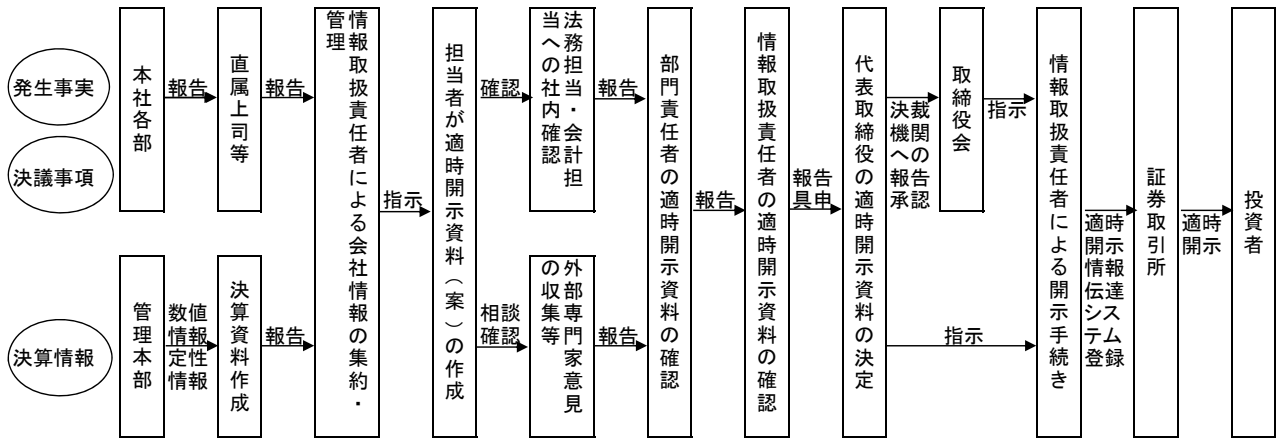 発生事実
決議事項
決算情報
本社各部
管理本部
報告
数値
情報
定性
情報
直属上司等
決算資料作成
報告
報告
情報取扱責任者による会社情報の集約・
管理
指示
担当者が適時開示資料（案）の作成
確認
相談
確認
法務担当・会計担
当への社内確認
外部専門家意見
の収集等
報告
報告
部門責任者の適時開示資料の確認
報告
情報取扱責任者の適時開示資料の確認
報告
具申
代表取締役の適時開示資料の決定
決裁
機関
への
報告
承認
取締役会
指示
指示
情報取扱責任者による開示手続き
適時
開示
情報
伝達
システム
登録
証券取引所
適時
開示
投資者